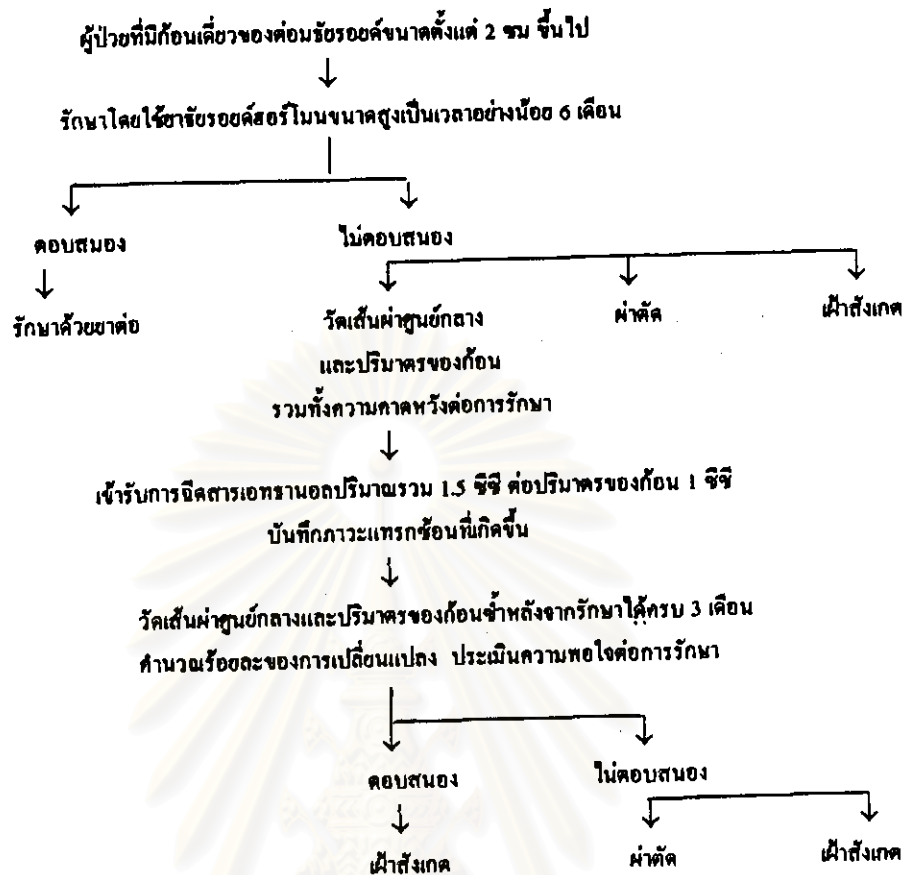 ผู้ป่วยที่มีก้อนเดี่ยวของต่อมธัยรอยด์ขนาดตั้งแต่ 2 ซม ขึ้นไป
รักษาโดยใช้ยาธัยรอยด์ฮอร์โมนขนาดสูงเป็นเวลาอย่างน้อย 6 เดือน
ตอบสนอง
ไม่ตอบสนอง
รักษาด้วยยาต่อ
วัดเส้นผ่าศูนย์กลาง
ผ่าตัด
เฝ้าสังเกต
และปริมาตรของก้อน
รวมทั้งความคาดหวังต่อการรักษา
เข้ารับการฉีดสารเอทธานอลปริมาณรวม 1.5 ซีซี ต่อปริมาตรของก้อน 1 ซีซี
บันทึกภาวะแทรกซ้อนที่เกิดขึ้น
วัดเส้นผ่าศูนย์กลางและปริมาตรของก้อนซ้ำหลังจากรักษาได้ครบ 3 เดือน
คำนวณร้อยละของการเปลี่ยนแปลง ประเมินความพอใจต่อการรักษา
ตอบสนอง
ไม่ตอบสนอง
เฝ้าสังเกต
ผ่าตัด
เฝ้าสังเกต